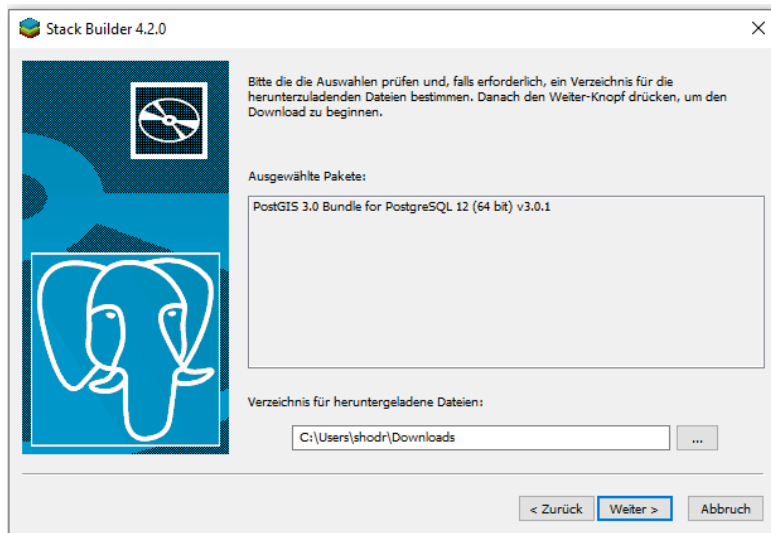 Stack Builder 4.2.0
Bitte die die Auswahlen prüfen und, falls erforderlich, ein Verzeichnis für die
herunterzuladenden Dateien bestimmen. Danach den Weiter-Knopf drücken, um den
Download zu beginnen.
Ausgewählte Pakete:
PostGIS 3.0 Bundle for PostgreSQL 12 (64 bit) v3.0.1
Verzeichnis für heruntergeladene Dateien:
C:\Users\shodr\Downloads
...
< Zurück
Weiter >
Abbruch